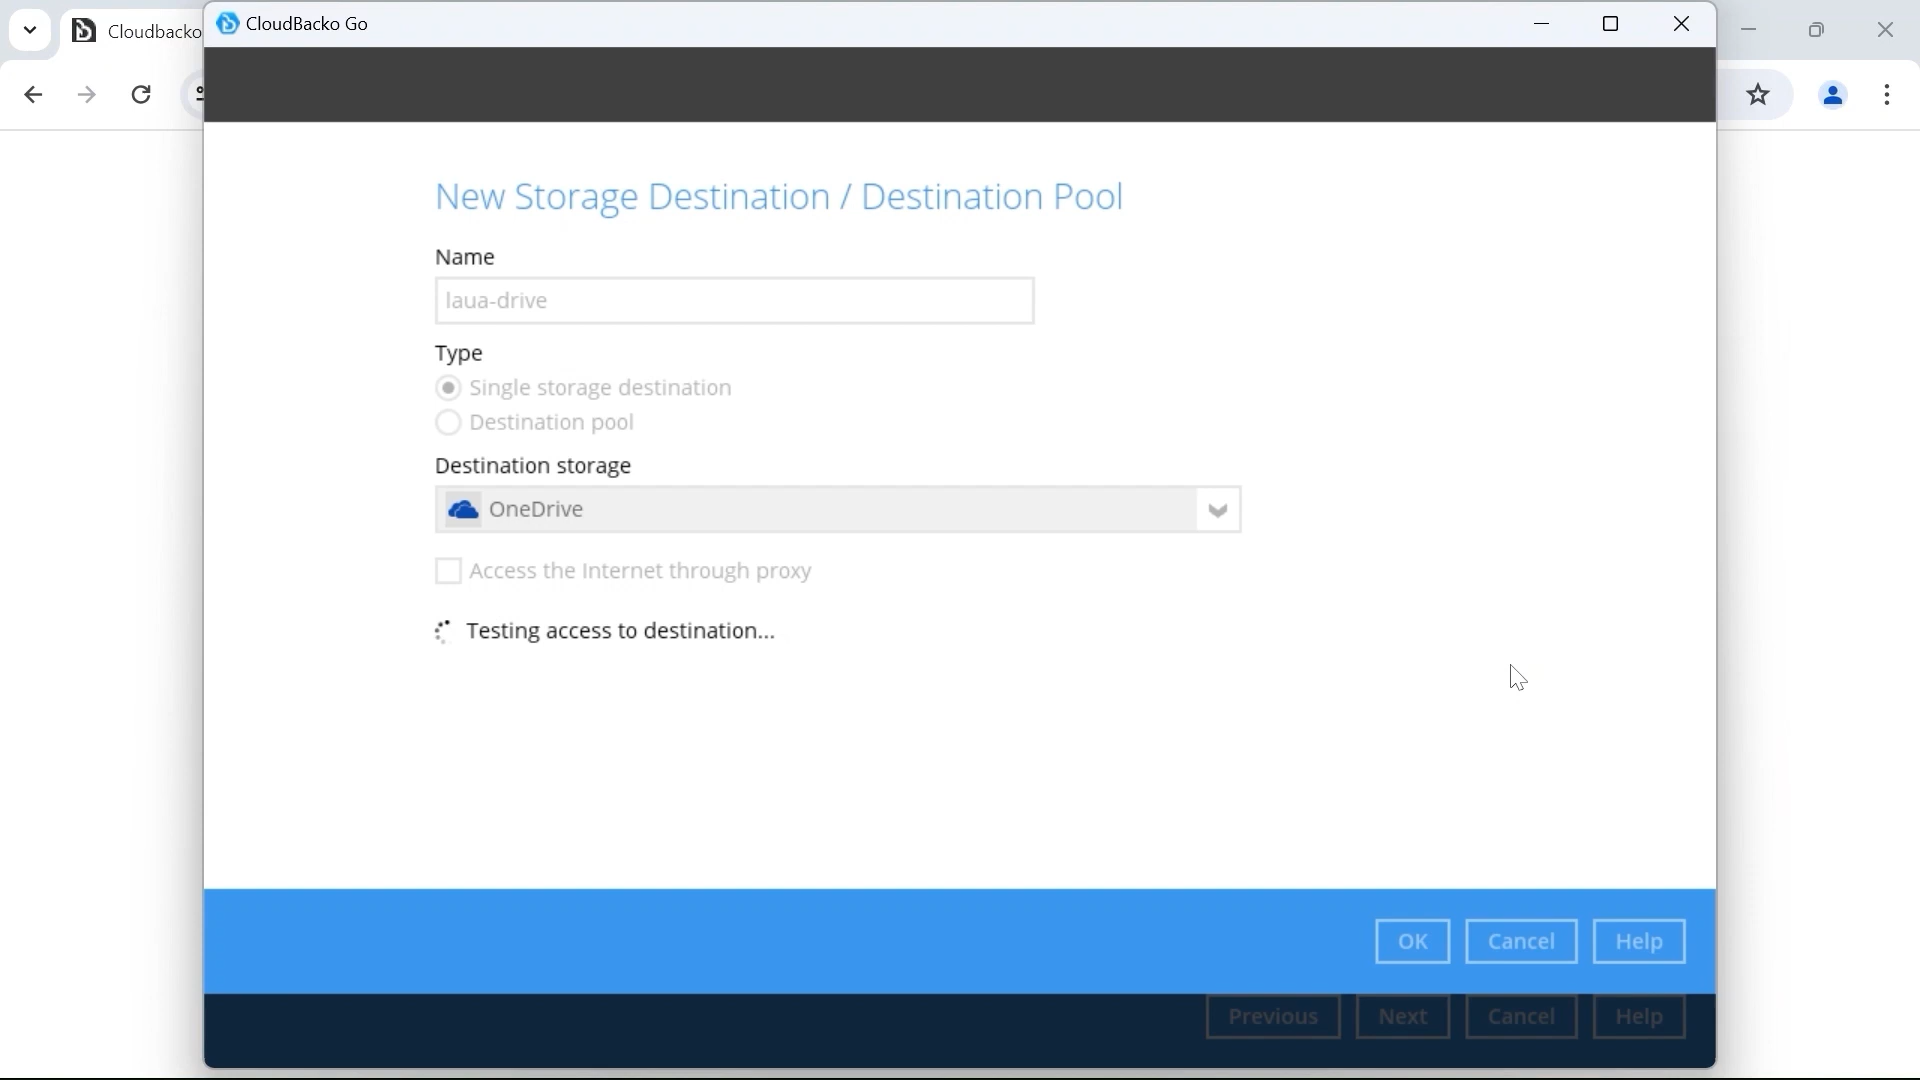 Cloudbacko
CloudBacko Go
New Storage Destination / Destination Pool
Name
laua-drive
Type
Single storage destination
Destination pool
Destination storage
OneDrive
Access the Internet through proxy
Testing access to destination...
OK
Cancel
Help
Previous
Next
Cancel
Help